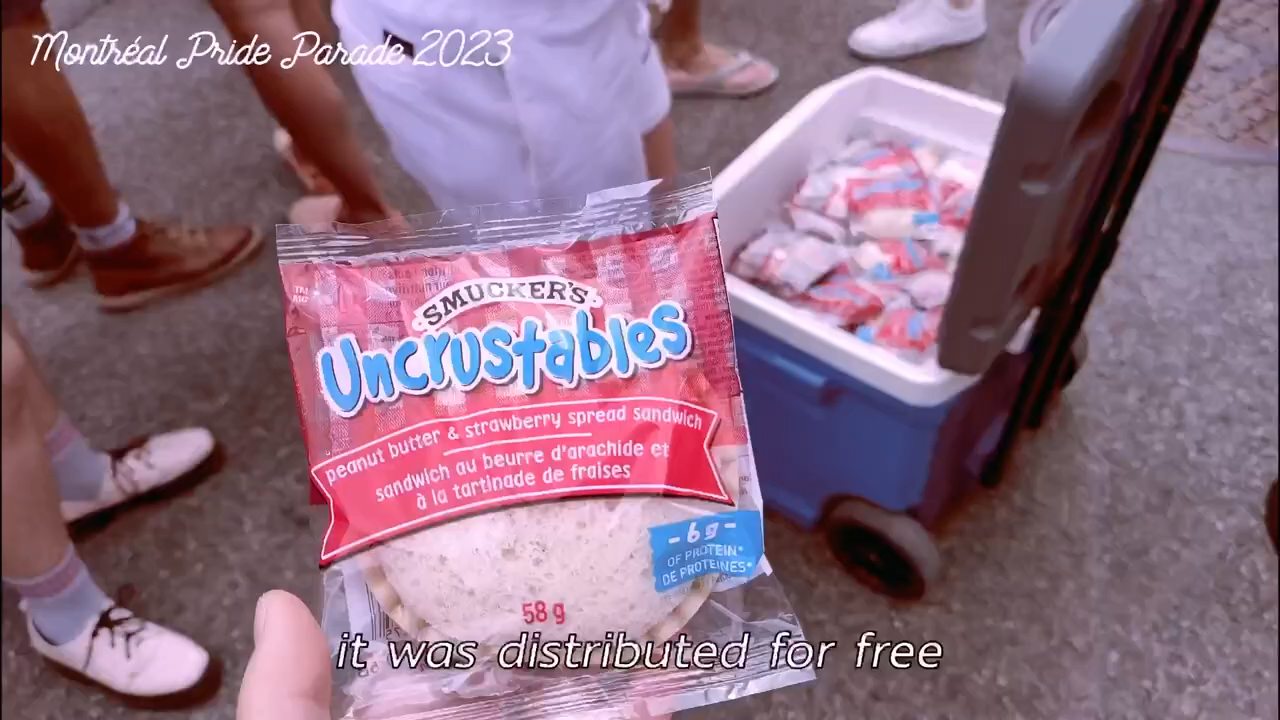 Montréal Pride Parade 2023
SMUCKER'S
Uncrustables
peanut butter & strawberry spread sandwich
sandwich au beurre d'arachide et
à la tartinade de fraises
- 6 g -
OF PROTEIN*
DE PROTÉINES*
58 g
it was distributed for free